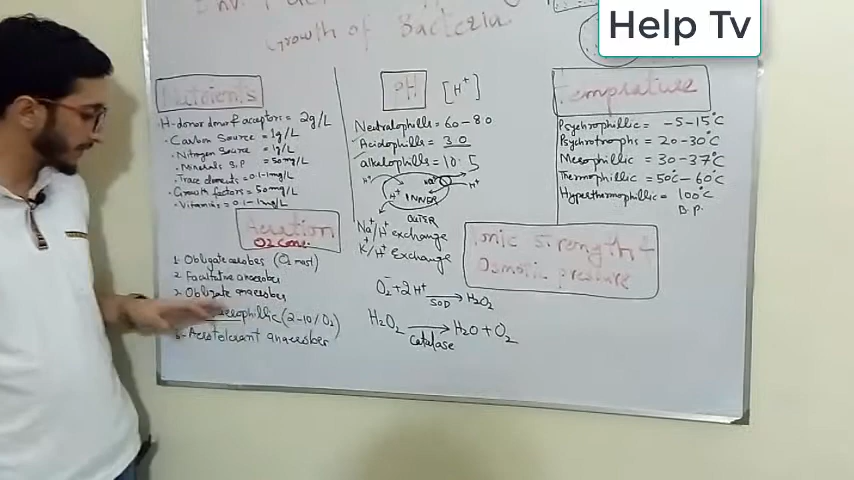 Help Tv
Growth of Bacteria
Nutrients
H-donor donor f acceptors = 2g/L
• Carbon Source = 1g/L
• Nitrogen Source = 1g/L
• Minerals S.P = 50mg/L
• Trace elements = 0.1-1mg/L
• Growth factors = 50mg/L
• Vitamins = 0.1-1mg/L
Aeration
O2 Conc.
1. Obligate aerobes (O2 must)
2. Facultative anaerobes
3. Obligate anaerobes
aerophillic (2-10% O2)
Aerotolerant anaerobes
PH [H+]
Neutralophills = 6.0-8.0
Acidophills = 3.0
alkalophills = 10.5
H+
Na+
H+
H+
INNER
OUTER
Na+/H+ exchange
K+/H+ Exchange
O2- + 2H+ → H2O2
SOD
H2O2 → H2O + O2
Catalase
Temprature
Psychrophillic = -5-15°C
Psychrotrophs = 20-30°C
Mesophillic = 30-37°C
Thermophillic = 50°C-60°C
Hyperthermophillic = 100°C
B.P.
Ionic strength &
Osmotic pressure